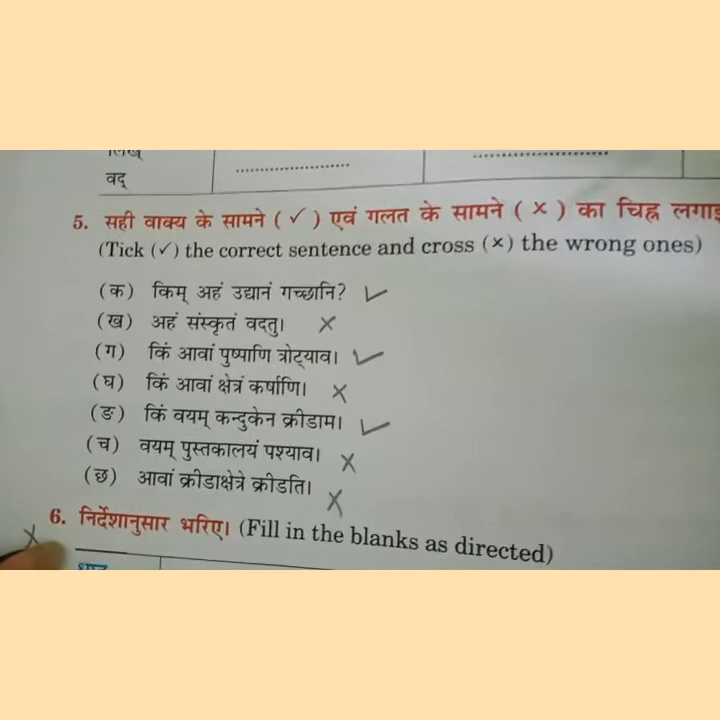 लिख्
वद् .............................. ..............................
5. सही वाक्य के सामने (✓) एवं गलत के सामने (×) का चिह्न
(Tick (✓) the correct sentence and cross (×) the wrong ones)
(क) किम् अहं उद्यानं गच्छानि? ✓
(ख) अहं संस्कृतं वदतु। ×
(ग) किं आवां पुष्पाणि त्रोट्याव। ✓
(घ) किं आवां क्षेत्रं कर्षाणि। ×
(ङ) किं वयम् कन्दुकेन क्रीडाम। ✓
(च) वयम् पुस्तकालयं पश्याव। ×
(छ) आवां क्रीडाक्षेत्रे क्रीडति। ×
× 6. निर्देशानुसार भरिए। (Fill in the blanks as directed)